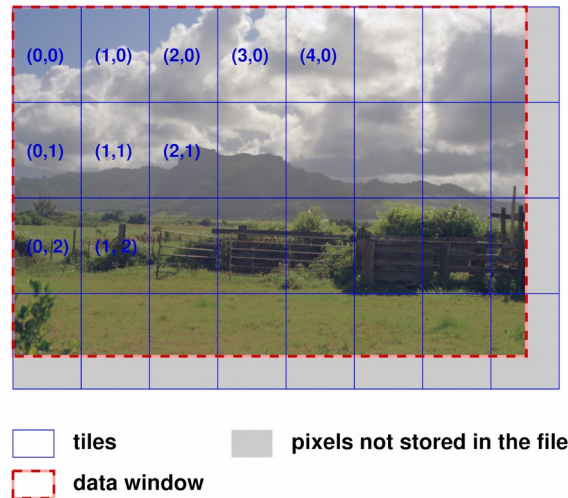 (0,0) (1,0) (2,0) (3,0) (4,0)
(0,1) (1,1) (2,1)
(0, 2) (1, 2)
tiles pixels not stored in the file
data window